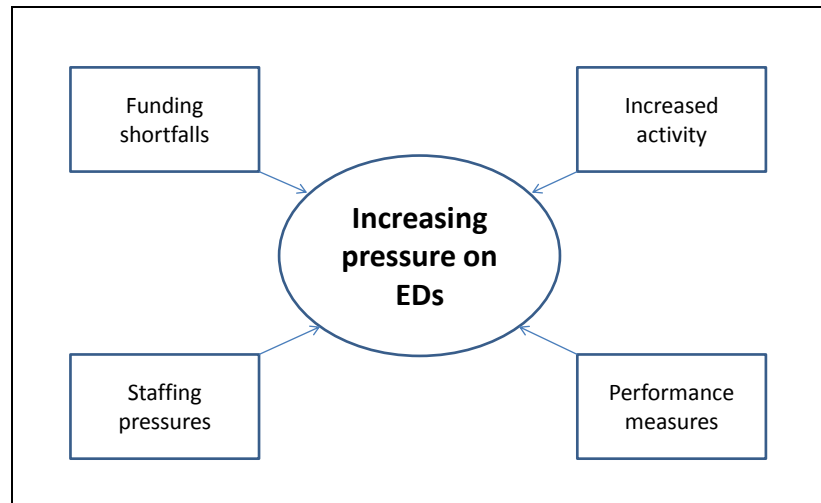 Funding
shortfalls
Increased
activity
Increasing
pressure on
EDs
Staffing
pressures
Performance
measures